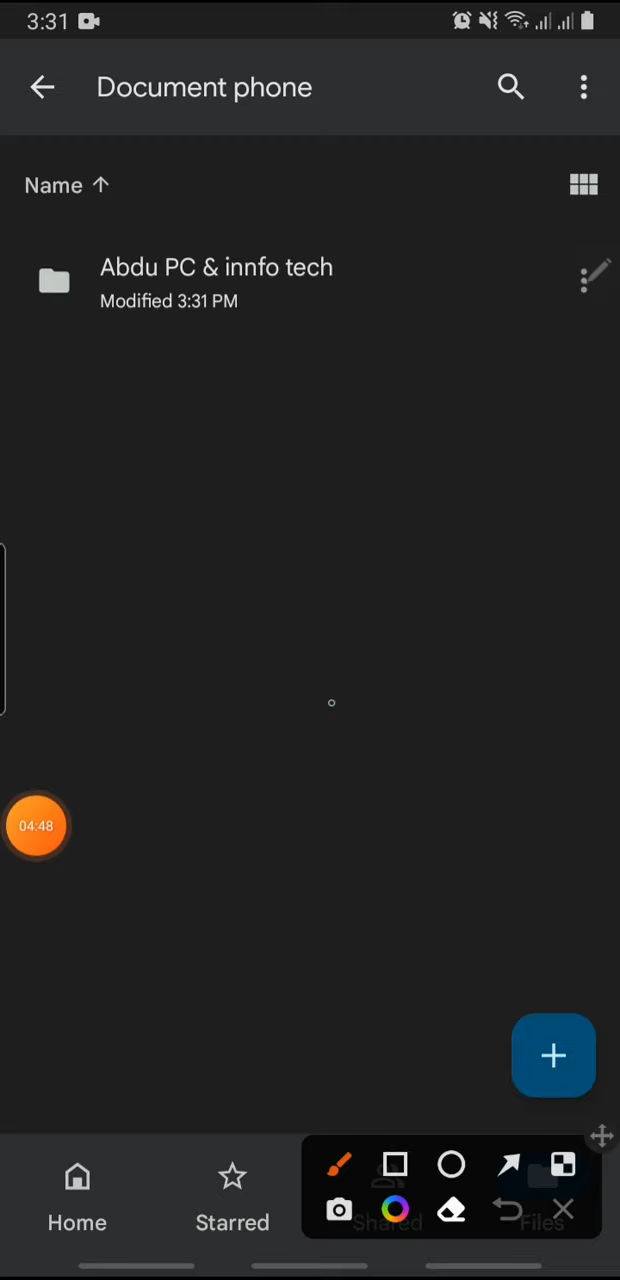 3:31
Document phone
Name
Abdu PC & innfo tech
Modified 3:31 PM
04:48
Home
Starred
Shared
Files